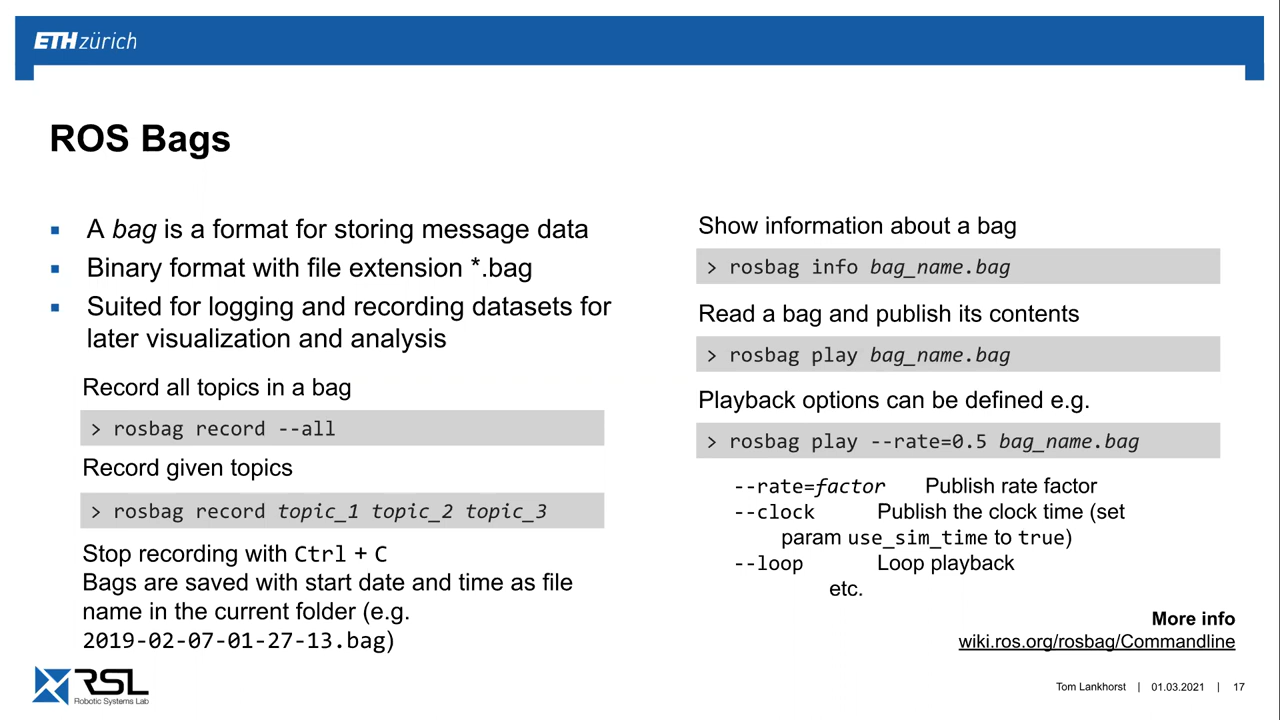 ETH zürich
ROS Bags
A bag is a format for storing message data
Binary format with file extension *.bag
Suited for logging and recording datasets for
later visualization and analysis
Record all topics in a bag
> rosbag record --all
Record given topics
> rosbag record topic_1 topic_2 topic_3
Stop recording with Ctrl + C
Bags are saved with start date and time as file
name in the current folder (e.g.
2019-02-07-01-27-13.bag)
Show information about a bag
> rosbag info bag_name.bag
Read a bag and publish its contents
> rosbag play bag_name.bag
Playback options can be defined e.g.
> rosbag play --rate=0.5 bag_name.bag
--rate=factor Publish rate factor
--clock Publish the clock time (set
param use_sim_time to true)
--loop Loop playback
etc.
More info
wiki.ros.org/rosbag/Commandline
RSL
Robotic Systems Lab
Tom Lankhorst | 01.03.2021 | 17